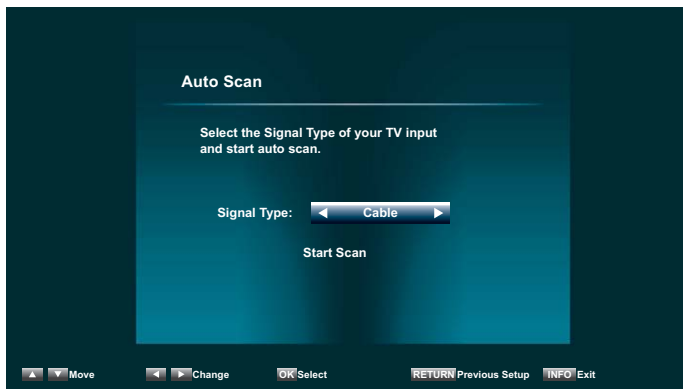 Auto Scan
Select the Signal Type of your TV input
and start auto scan.
Signal Type: ◀ Cable ▶
Start Scan
▲ ▼ Move ◀ ▶ Change OK Select RETURN Previous Setup INFO Exit